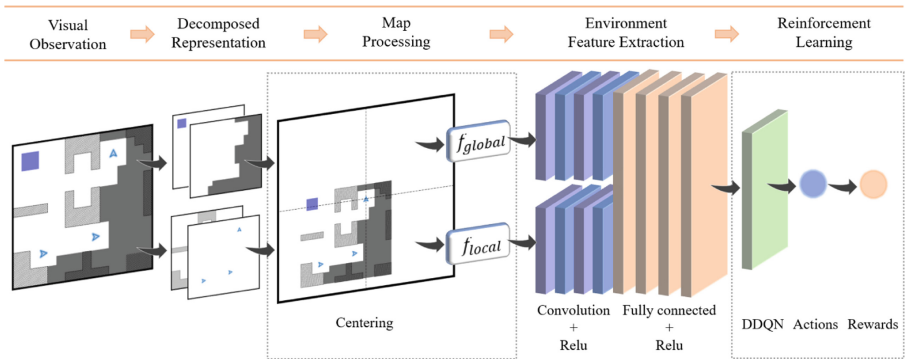 Visual
Observation
Decomposed
Representation
Map
Processing
Environment
Feature Extraction
Reinforcement
Learning
f_global
f_local
Centering
Convolution
+
Relu
Fully connected
+
Relu
DDQN
Actions
Rewards